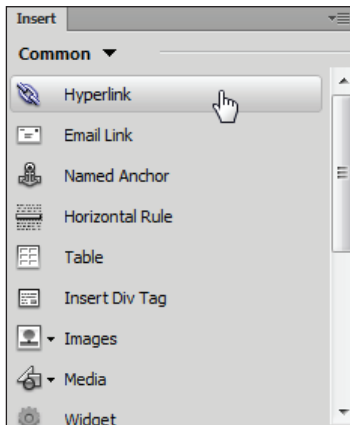 Insert
Common
Hyperlink
Email Link
Named Anchor
Horizontal Rule
Table
Insert Div Tag
Images
Media
Widget